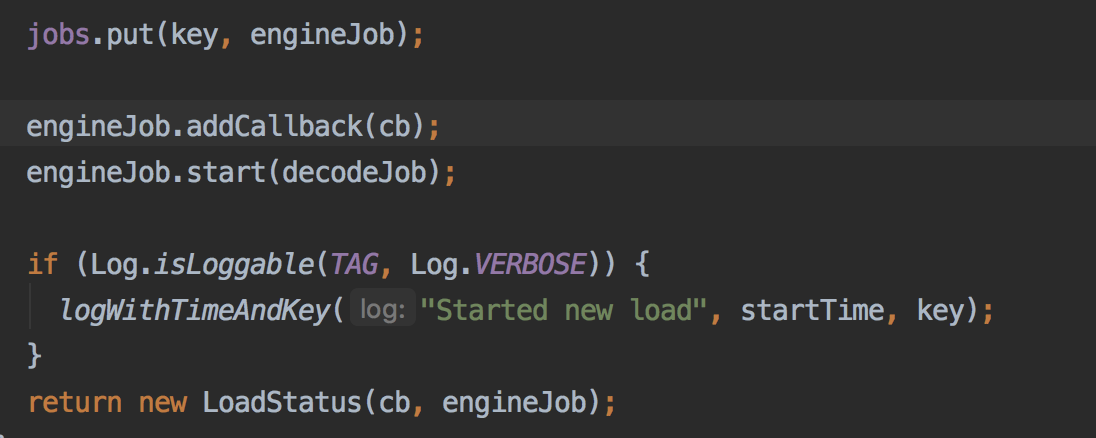 jobs.put(key, engineJob);
engineJob.addCallback(cb);
engineJob.start(decodeJob);
if (Log.isLoggable(TAG, Log.VERBOSE)) {
logWithTimeAndKey( log: "Started new load", startTime, key);
}
return new LoadStatus(cb, engineJob);